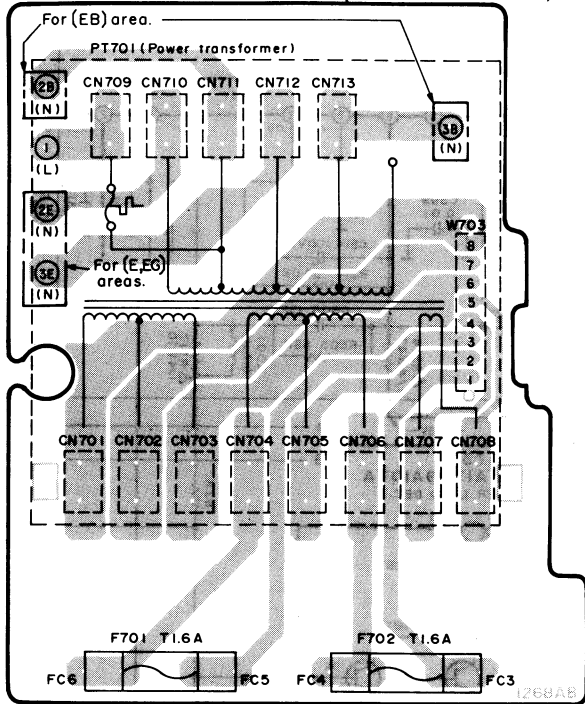 For (EB) area.
PT701 (Power transformer)
2B
(N)
CN709 CN710 CN711 CN712 CN713
3B
(N)
1
(L)
2E
(N)
3E
(N)
For (E,EG) areas.
W703
8
7
6
5
4
3
2
1
CN701 CN702 CN703 CN704 CN705 CN706 CN707 CN708
F701 T1.6A
F702 T1.6A
FC6
FC5
FC4
FC3
1268AB